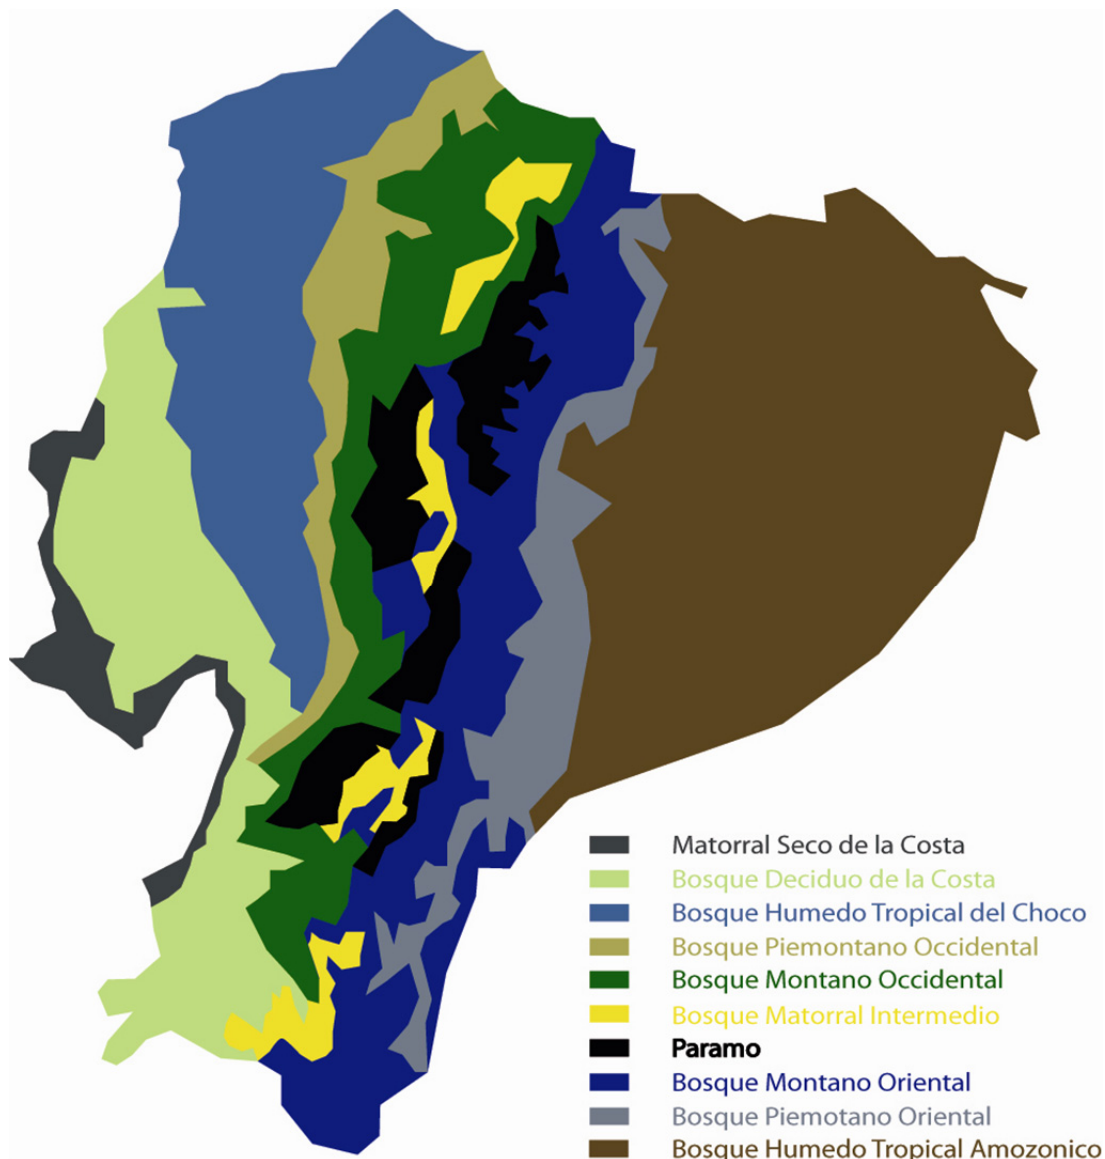 Matorral Seco de la Costa
Bosque Deciduo de la Costa
Bosque Humedo Tropical del Choco
Bosque Piemontano Occidental
Bosque Montano Occidental
Bosque Matorral Intermedio
Paramo
Bosque Montano Oriental
Bosque Piemotano Oriental
Bosque Humedo Tropical Amozonico